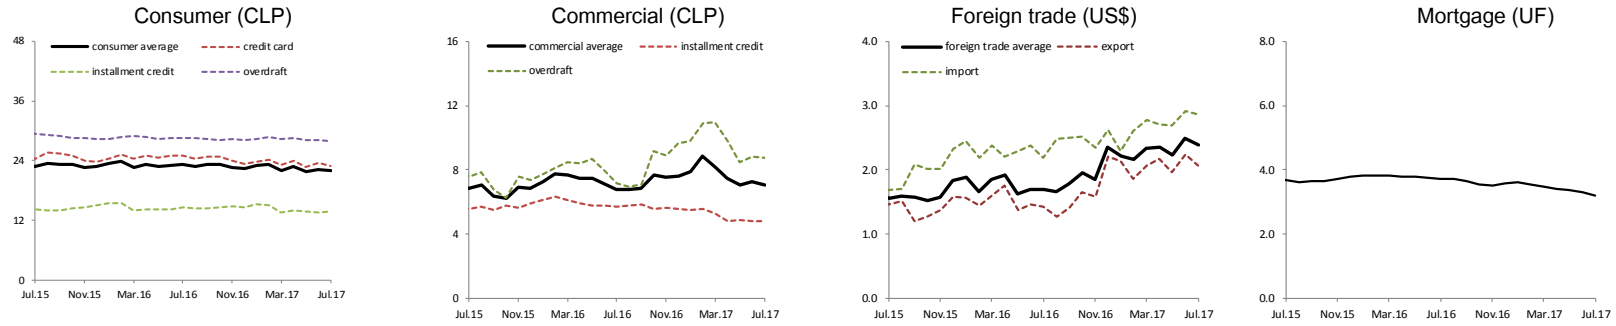 Consumer (CLP)
48
consumer average
credit card
installment credit
overdraft
36
24
12
0
Jul.15
Nov.15
Mar.16
Jul.16
Nov.16
Mar.17
Jul.17
Commercial (CLP)
16
commercial average
installment credit
overdraft
12
8
4
0
Jul.15
Nov.15
Mar.16
Jul.16
Nov.16
Mar.17
Jul.17
Foreign trade (US$)
4.0
foreign trade average
export
import
3.0
2.0
1.0
0.0
Jul.15
Nov.15
Mar.16
Jul.16
Nov.16
Mar.17
Jul.17
Mortgage (UF)
8.0
6.0
4.0
2.0
0.0
Jul.15
Nov.15
Mar.16
Jul.16
Nov.16
Mar.17
Jul.17